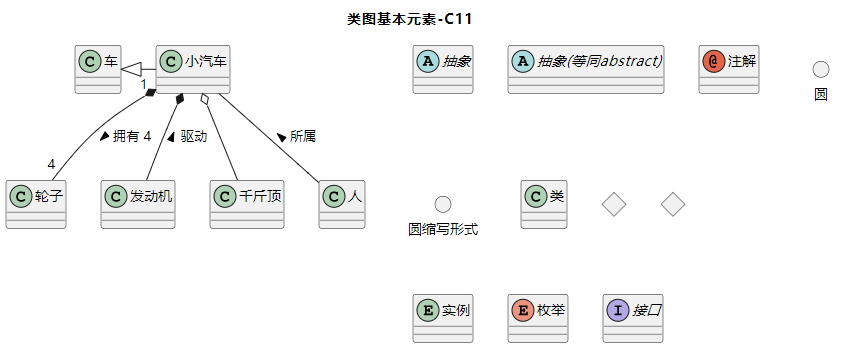 类图基本元素-C11
C 车
C 小汽车
A 抽象
A 抽象(等同abstract)
@ 注解
圆
1
拥有 4
驱动
所属
4
C 轮子
C 发动机
C 千斤顶
C 人
圆缩写形式
C 类
E 实例
E 枚举
I 接口